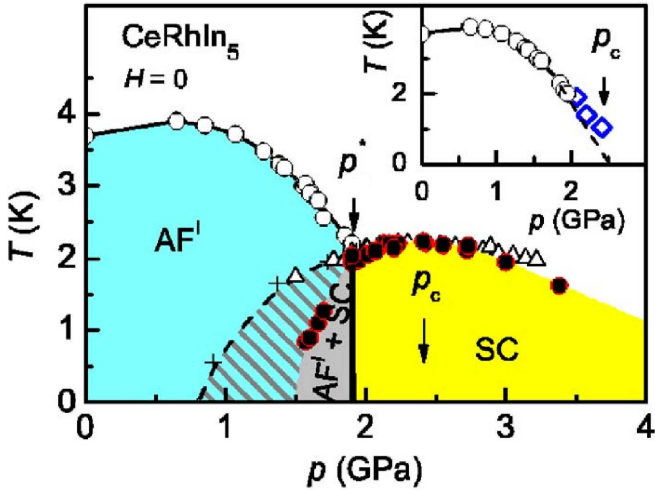 CeRhIn5
H = 0
T (K)
4
3
2
1
0
AF^I
p*
AF^I + SC
p_c
SC
0
1
2
3
4
p (GPa)
T (K)
4
2
0
p_c
0
1
2
p (GPa)